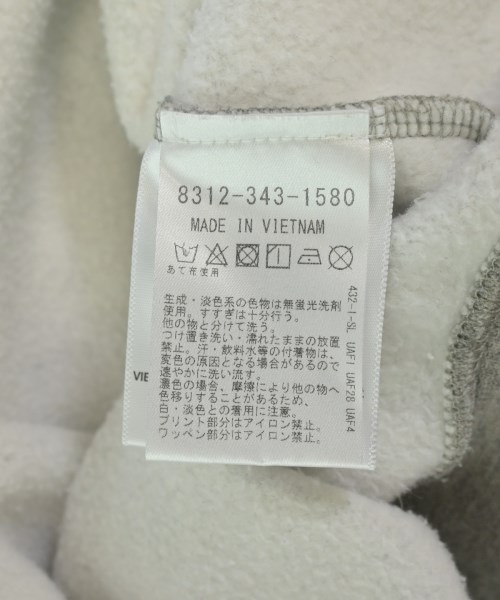 8312-343-1580
MADE IN VIETNAM
あて布使用
生成・淡色系の色物は無蛍光洗剤
使用。すすぎは十分行う。
他の物と分けて洗う。
つけ置き洗い・濡れたままの放置
禁止。汗・飲料水等の付着物は、
変色の原因となる場合があるので
速やかに洗い流す。
濃色の場合、摩擦により他の物へ
色移りすることがあるため、
白・淡色との着用に注意。
プリント部分はアイロン禁止。
ワッペン部分はアイロン禁止。
432-I-SL UAF1 UAF28 UAF4
VIE